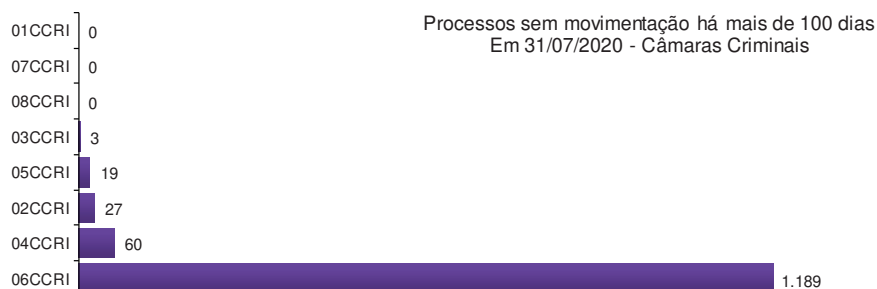 Processos sem movimentação há mais de 100 dias
Em 31/07/2020 - Câmaras Criminais
01CCRI 0
07CCRI 0
08CCRI 0
03CCRI 3
05CCRI 19
02CCRI 27
04CCRI 60
06CCRI 1.189